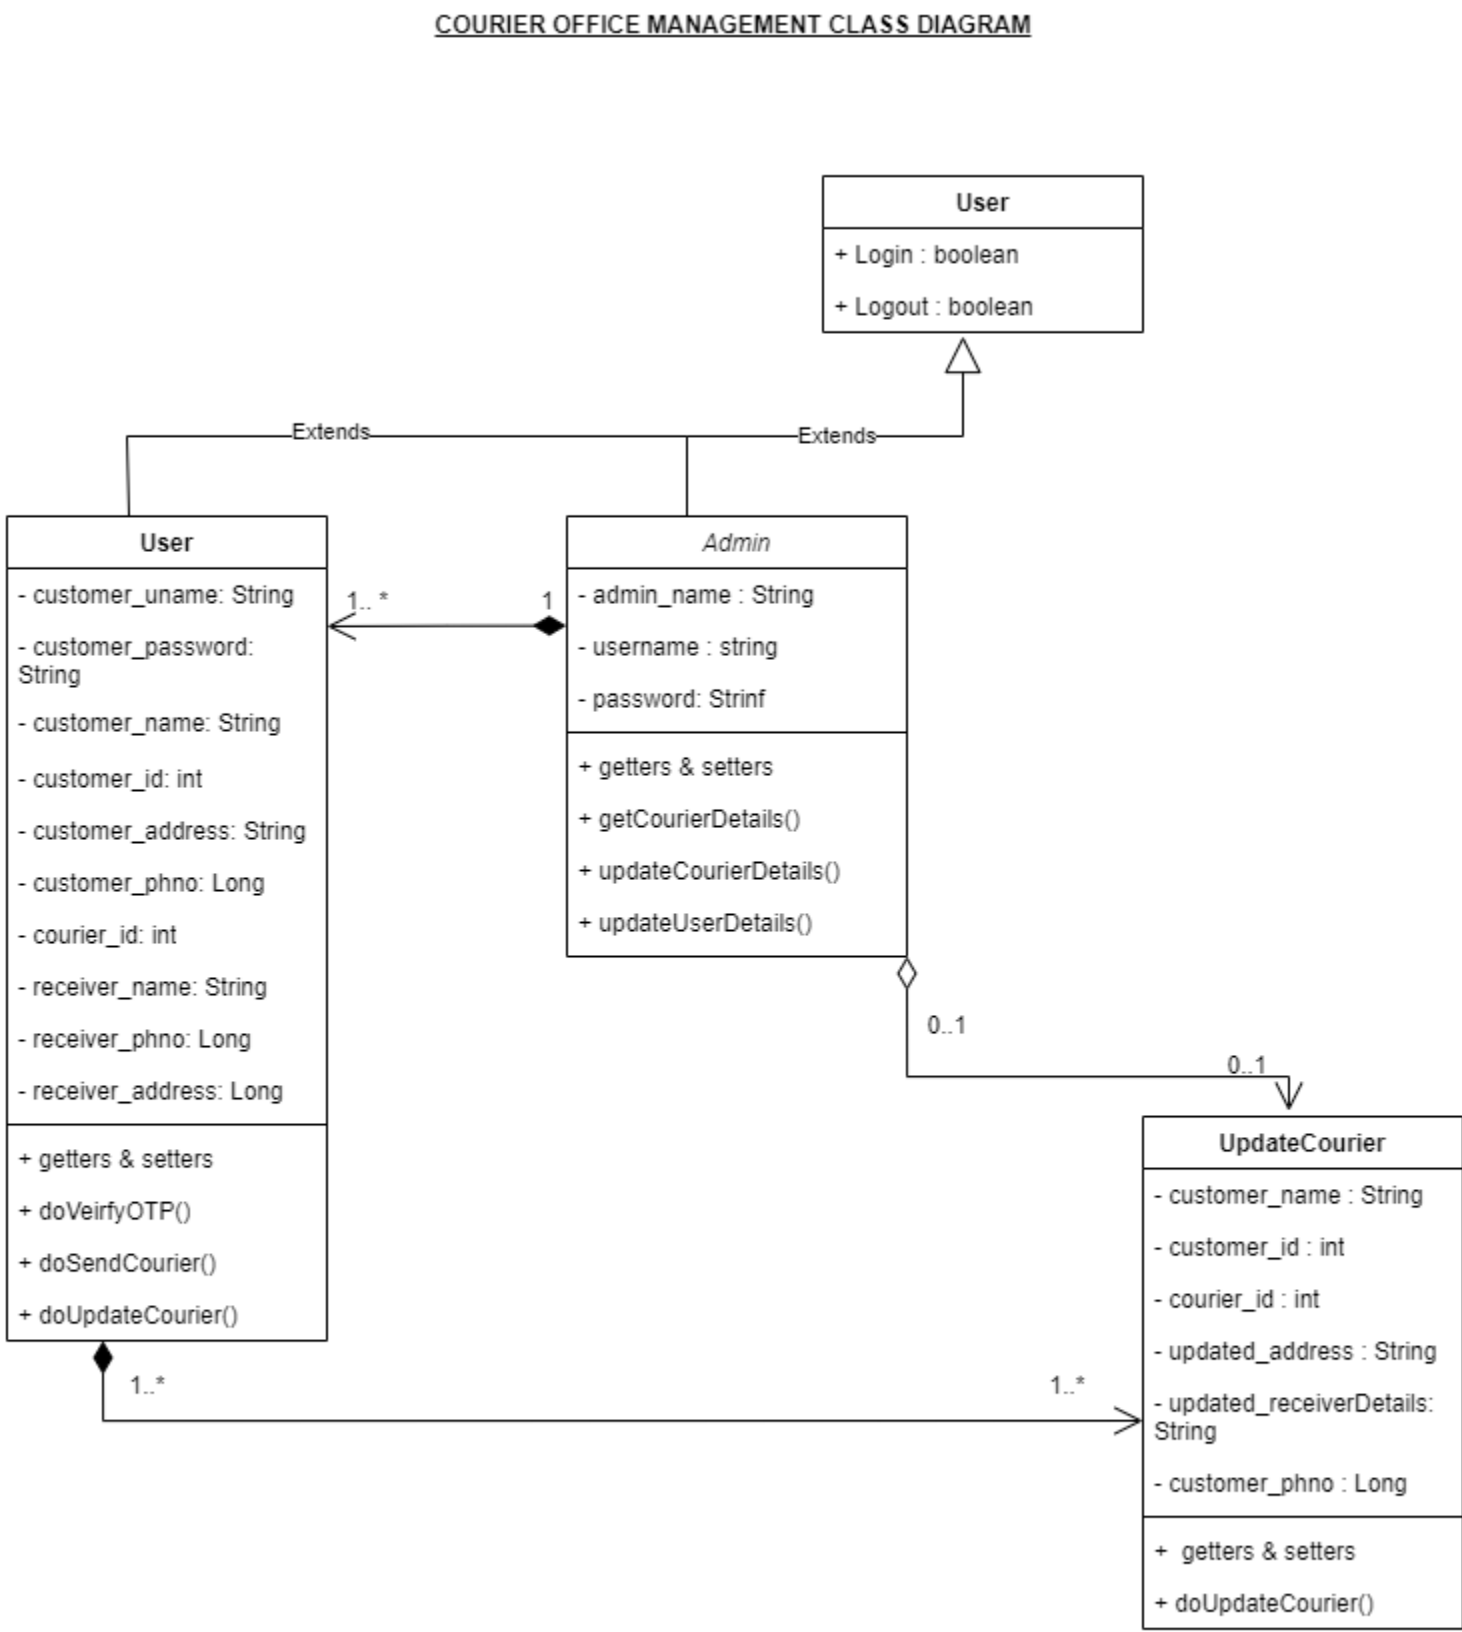 COURIER OFFICE MANAGEMENT CLASS DIAGRAM
User
+ Login : boolean
+ Logout : boolean
Extends
Extends
User
- customer_uname: String
- customer_password:
String
- customer_name: String
- customer_id: int
- customer_address: String
- customer_phno: Long
- courier_id: int
- receiver_name: String
- receiver_phno: Long
- receiver_address: Long
+ getters & setters
+ doVeirfyOTP()
+ doSendCourier()
+ doUpdateCourier()
1.. *
1
Admin
- admin_name : String
- username : string
- password: Strinf
+ getters & setters
+ getCourierDetails()
+ updateCourierDetails()
+ updateUserDetails()
0..1
0..1
UpdateCourier
- customer_name : String
- customer_id : int
- courier_id : int
- updated_address : String
- updated_receiverDetails:
String
- customer_phno : Long
+ getters & setters
+ doUpdateCourier()
1..*
1..*